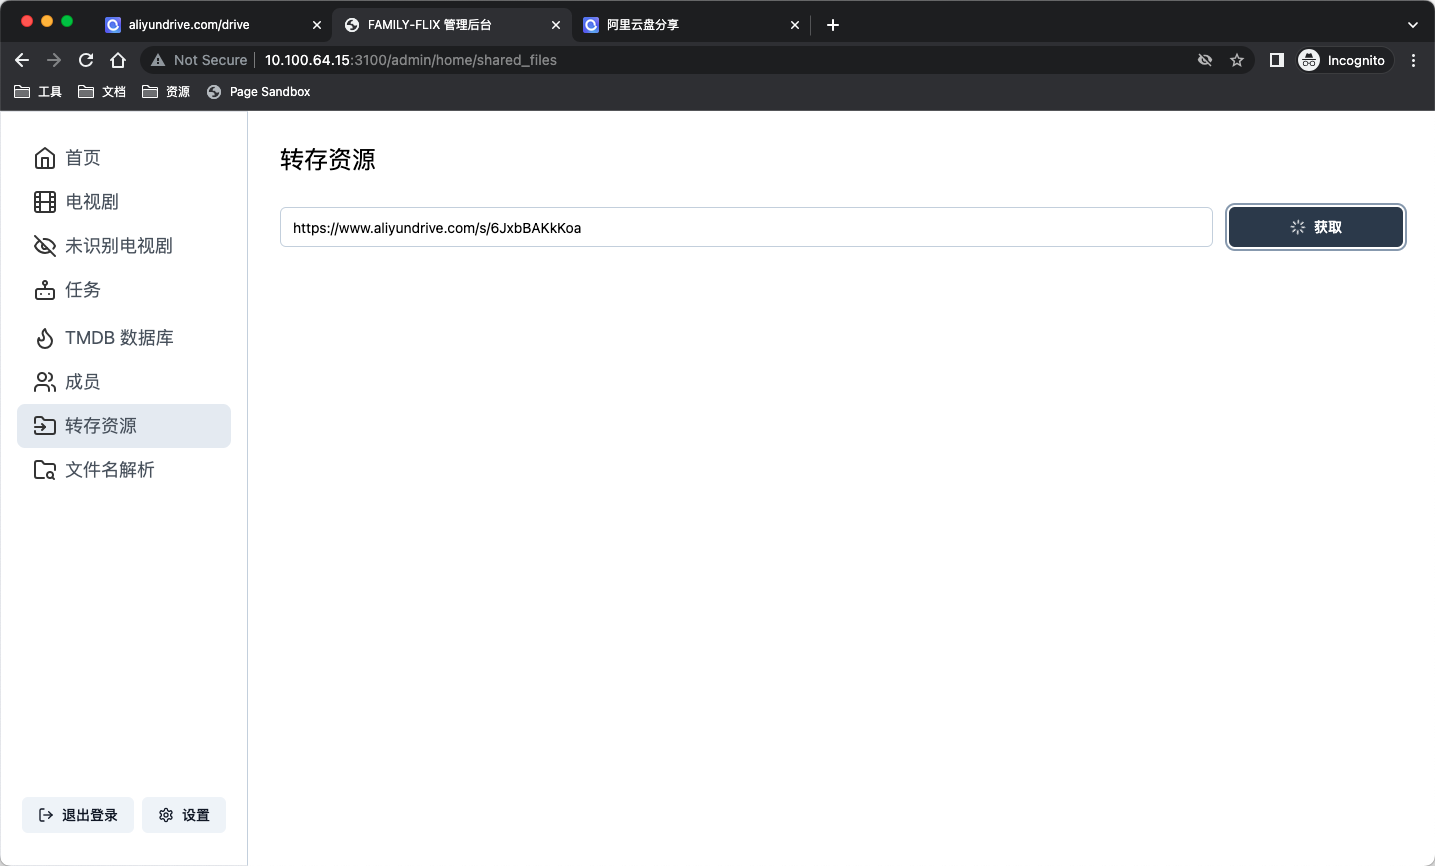 aliyundrive.com/drive
FAMILY-FLIX 管理后台
阿里云盘分享
Not Secure
10.100.64.15:3100/admin/home/shared_files
Incognito
工具
文档
资源
Page Sandbox
首页
电视剧
未识别电视剧
任务
TMDB 数据库
成员
转存资源
文件名解析
退出登录
设置
转存资源
https://www.aliyundrive.com/s/6JxbBAKkKoa
获取